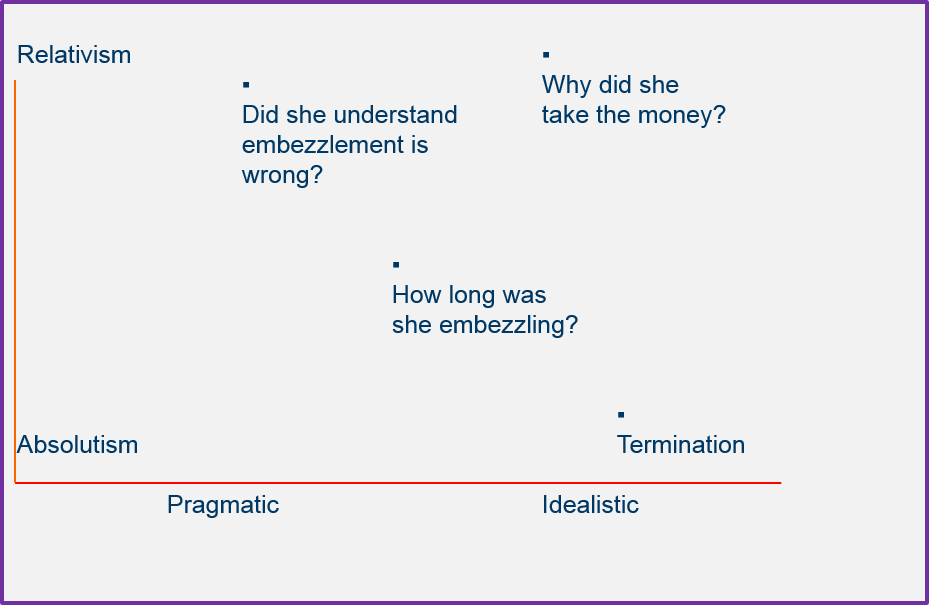 Relativism
▪
Why did she
take the money?
▪
Did she understand
embezzlement is
wrong?
▪
How long was
she embezzling?
▪
Termination
Absolutism
Pragmatic
Idealistic